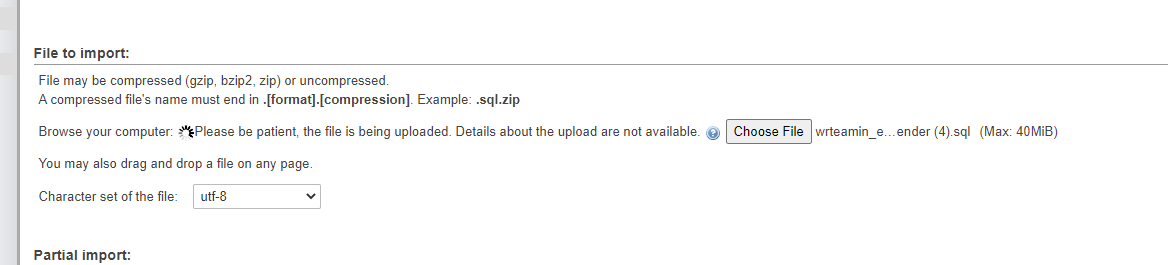 File to import:
File may be compressed (gzip, bzip2, zip) or uncompressed.
A compressed file's name must end in .[format].[compression]. Example: .sql.zip
Browse your computer: Please be patient, the file is being uploaded. Details about the upload are not available. Choose File wrteamin_e...ender (4).sql (Max: 40MiB)
You may also drag and drop a file on any page.
Character set of the file: utf-8
Partial import: